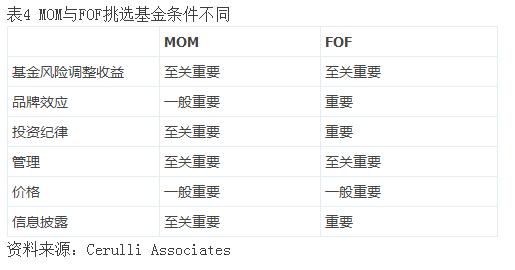 表4 MOM与FOF挑选基金条件不同
MOM FOF
基金风险调整收益 至关重要 至关重要
品牌效应 一般重要 重要
投资纪律 至关重要 重要
管理 至关重要 至关重要
价格 一般重要 一般重要
信息披露 至关重要 重要
资料来源：Cerulli Associates